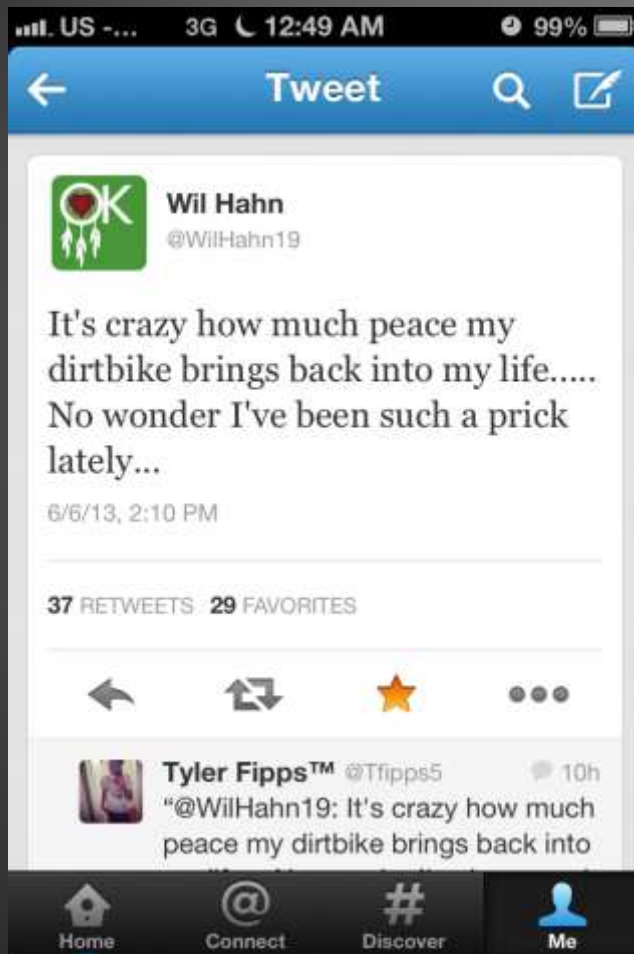 US -... 3G 12:49 AM 99%
Tweet
OK
Wil Hahn
@WilHahn19
It's crazy how much peace my
dirtbike brings back into my life.....
No wonder I've been such a prick
lately...
6/6/13, 2:10 PM
37 RETWEETS 29 FAVORITES
Tyler Fipps™ @Tfipps5 10h
“@WilHahn19: It's crazy how much
peace my dirtbike brings back into
Home Connect Discover Me